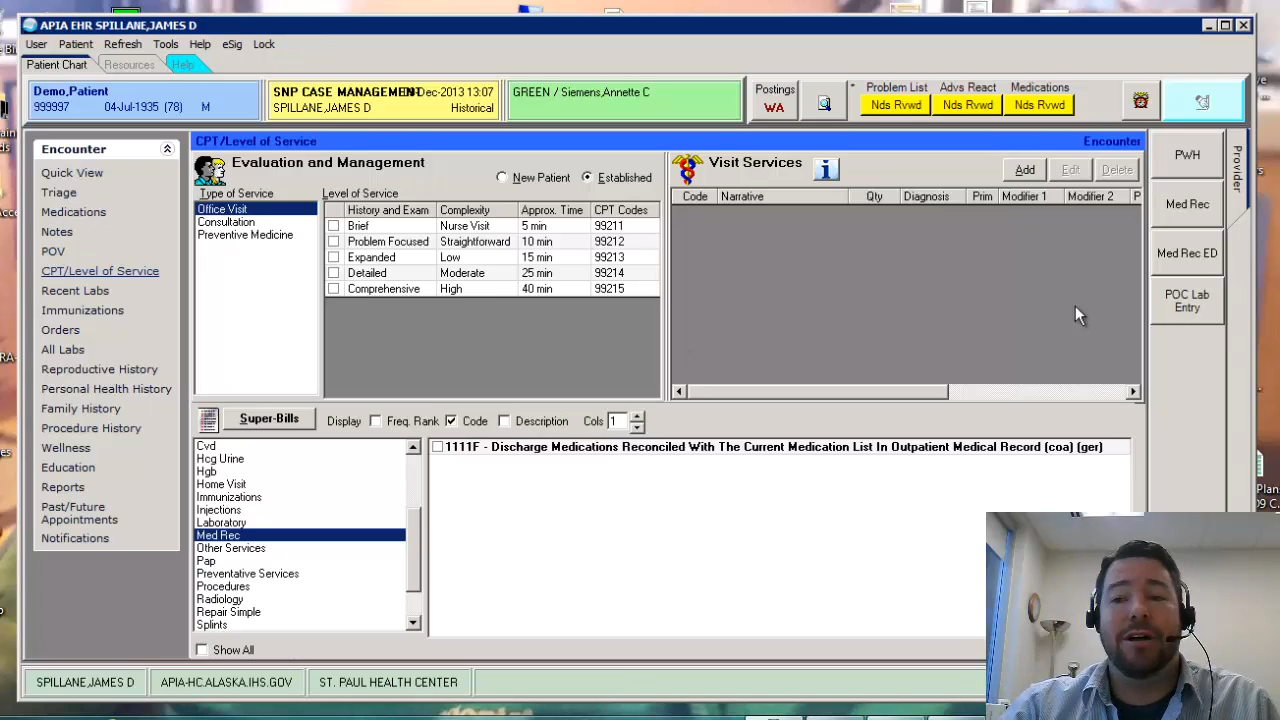 APIA EHR SPILLANE,JAMES D
User Patient Refresh Tools Help eSig Lock
Patient Chart Resources Help
Demo,Patient
999997 04-Jul-1935 (78) M
SNP CASE MANAGEMEN -Dec-2013 13:07
SPILLANE,JAMES D Historical
GREEN / Siemens,Annette C
Postings
WA
Problem List Advs React Medications
Nds Rvwd Nds Rvwd Nds Rvwd
Encounter
Quick View
Triage
Medications
Notes
POV
CPT/Level of Service
Recent Labs
Immunizations
Orders
All Labs
Reproductive History
Personal Health History
Family History
Procedure History
Wellness
Education
Reports
Past/Future
Appointments
Notifications
CPT/Level of Service Encounter
Evaluation and Management
New Patient Established
Type of Service
Office Visit
Consultation
Preventive Medicine
Level of Service
History and Exam Complexity Approx. Time CPT Codes
Brief Nurse Visit 5 min 99211
Problem Focused Straightforward 10 min 99212
Expanded Low 15 min 99213
Detailed Moderate 25 min 99214
Comprehensive High 40 min 99215
Visit Services
Add Edit Delete
Code Narrative Qty Diagnosis Prim Modifier 1 Modifier 2 P
PWH
Med Rec
Med Rec ED
POC Lab
Entry
Provider
Super-Bills Display Freq. Rank Code Description Cols 1
Cvd
Hcg Urine
Hgb
Home Visit
Immunizations
Injections
Laboratory
Med Rec
Other Services
Pap
Preventative Services
Procedures
Radiology
Repair Simple
Splints
1111F - Discharge Medications Reconciled With The Current Medication List In Outpatient Medical Record (coa) (ger)
Show All
SPILLANE,JAMES D APIA-HC.ALASKA.IHS.GOV ST. PAUL HEALTH CENTER